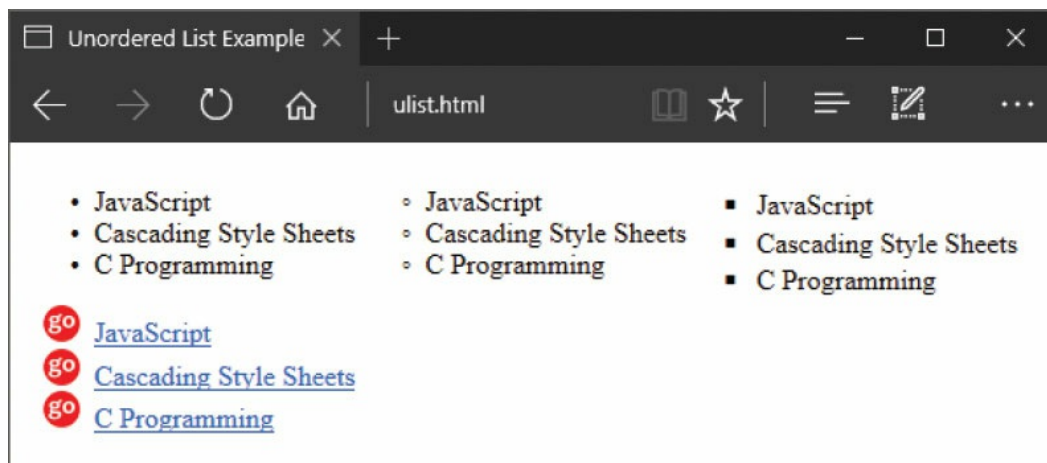 Unordered List Example
ulist.html
• JavaScript
• Cascading Style Sheets
• C Programming
◦ JavaScript
◦ Cascading Style Sheets
◦ C Programming
▪ JavaScript
▪ Cascading Style Sheets
▪ C Programming
go JavaScript
go Cascading Style Sheets
go C Programming